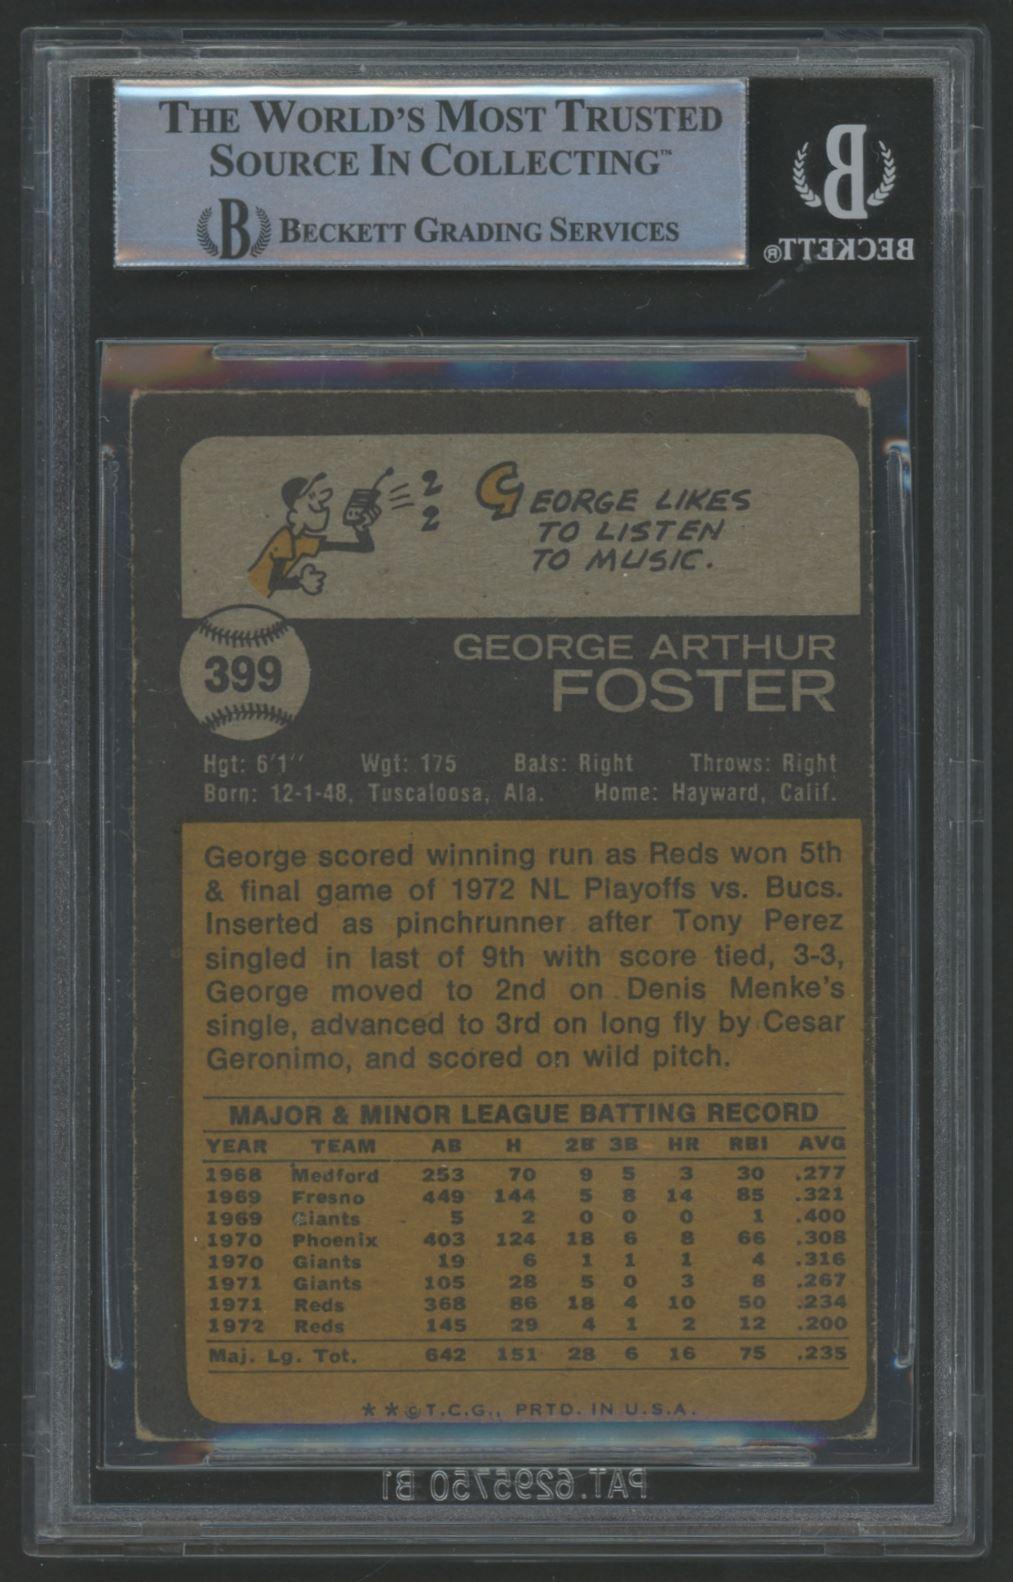 THE WORLD'S MOST TRUSTED
SOURCE IN COLLECTING™
B BECKETT GRADING SERVICES
B
BECKETT®
2
2
GEORGE LIKES
TO LISTEN
TO MUSIC.
399
GEORGE ARTHUR
FOSTER
Hgt: 6'1'' Wgt: 175 Bats: Right Throws: Right
Born: 12-1-48, Tuscaloosa, Ala. Home: Hayward, Calif.
George scored winning run as Reds won 5th
& final game of 1972 NL Playoffs vs. Bucs.
Inserted as pinchrunner after Tony Perez
singled in last of 9th with score tied, 3-3,
George moved to 2nd on Denis Menke's
single, advanced to 3rd on long fly by Cesar
Geronimo, and scored on wild pitch.
MAJOR & MINOR LEAGUE BATTING RECORD
YEAR TEAM AB H 2B 3B HR RBI AVG
1968 Medford 253 70 9 5 3 30 .277
1969 Fresno 449 144 5 8 14 85 .321
1969 Giants 5 2 0 0 0 1 .400
1970 Phoenix 403 124 18 6 8 66 .308
1970 Giants 19 6 1 1 1 4 .316
1971 Giants 105 28 5 0 3 8 .267
1971 Reds 368 86 18 4 10 50 .234
1972 Reds 145 29 4 1 2 12 .200
Maj. Lg. Tot. 642 151 28 6 16 75 .235
**©T.C.G., PRTD. IN U.S.A.
PAT.6295750 B1